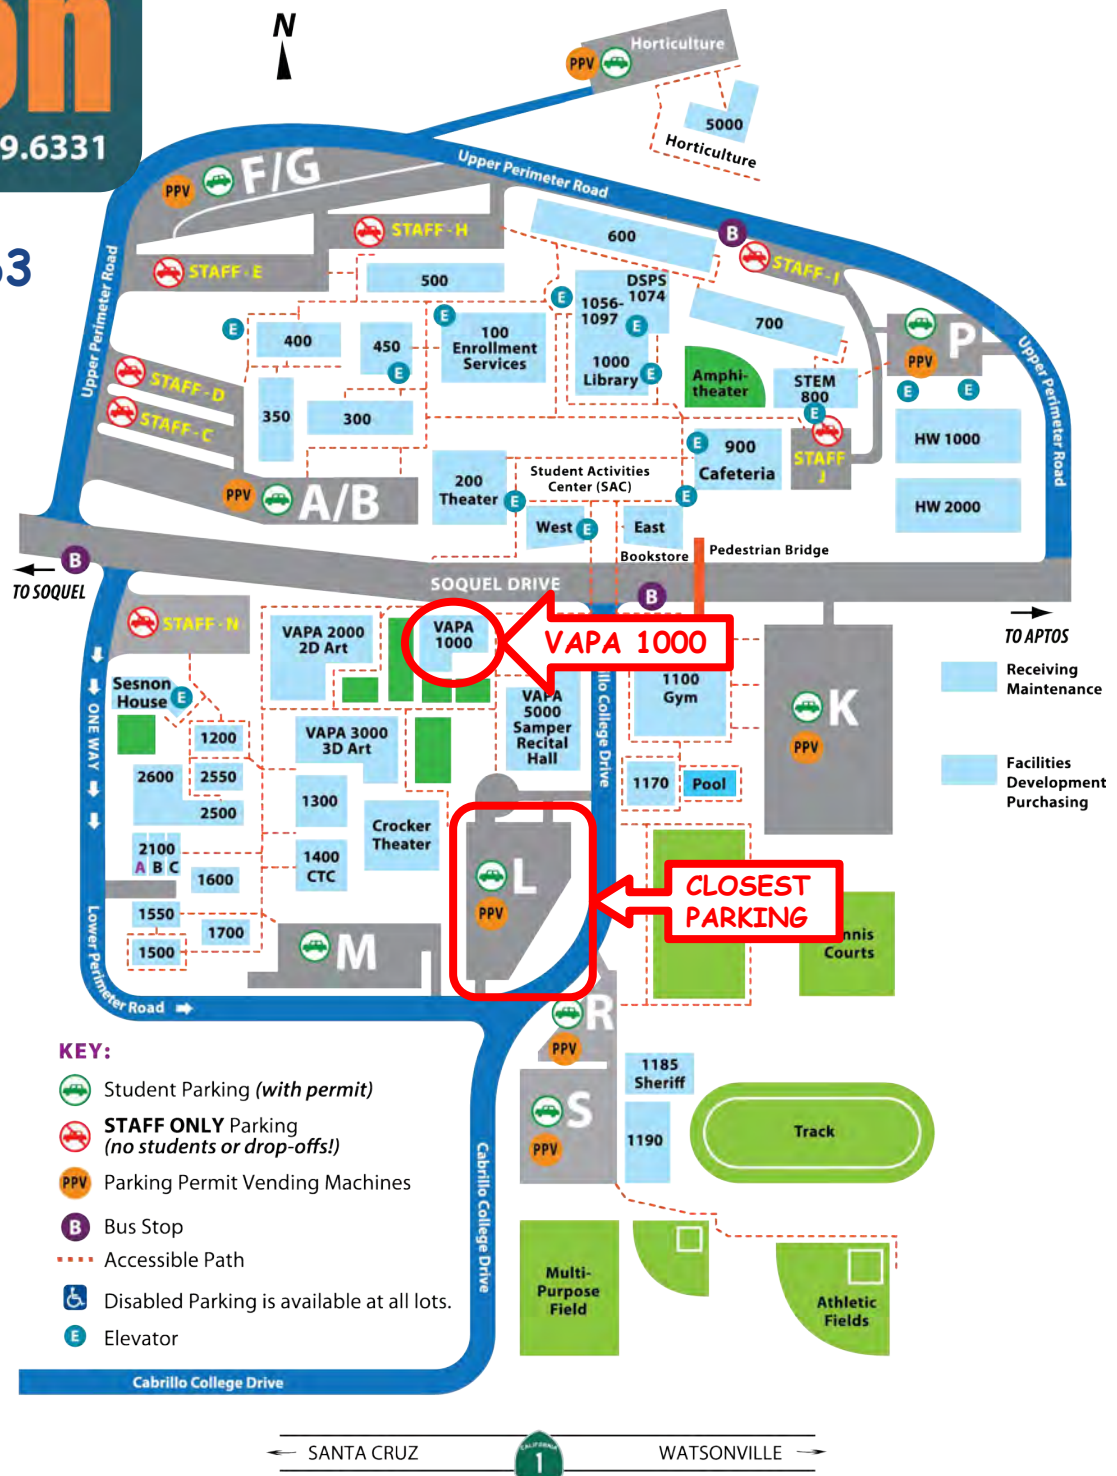 on
9.6331
63
N
Horticulture
PPV
5000
Horticulture
F/G
PPV
Upper Perimeter Road
STAFF - H
600
B
STAFF - I
STAFF - E
500
DSPS
1074
1056-
1097
E
700
P
PPV
Upper Perimeter Road
Upper Perimeter Road
E
400
450
E
E
100
Enrollment
Services
E
1000
Library
E
Amphi-
theater
STEM
800
E
E
E
STAFF - D
STAFF - C
350
300
HW 1000
HW 2000
E
900
Cafeteria
STAFF
J
PPV
A/B
200
Theater
E
Student Activities
Center (SAC)
E
West
E
East
Bookstore
Pedestrian Bridge
B
TO SOQUEL
SOQUEL DRIVE
B
TO APTOS
STAFF - N
VAPA 2000
2D Art
VAPA
1000
VAPA 1000
Receiving
Maintenance
Sesnon
House
E
ONE WAY
1200
VAPA
5000
Samper
Recital
Hall
llo College Drive
1100
Gym
K
PPV
VAPA 3000
3D Art
2600
2550
2500
1300
1170
Pool
Facilities
Development
Purchasing
2100
A B C
Crocker
Theater
1400
CTC
1600
L
PPV
CLOSEST
PARKING
1550
1700
1500
M
nnis
Courts
Lower Perimeter Road
R
PPV
KEY:
Student Parking (with permit)
STAFF ONLY Parking
(no students or drop-offs!)
PPV Parking Permit Vending Machines
B Bus Stop
Accessible Path
Disabled Parking is available at all lots.
E Elevator
1185
Sheriff
S
PPV
1190
Track
Cabrillo College Drive
Multi-
Purpose
Field
Athletic
Fields
Cabrillo College Drive
SANTA CRUZ
CALIFORNIA
1
WATSONVILLE